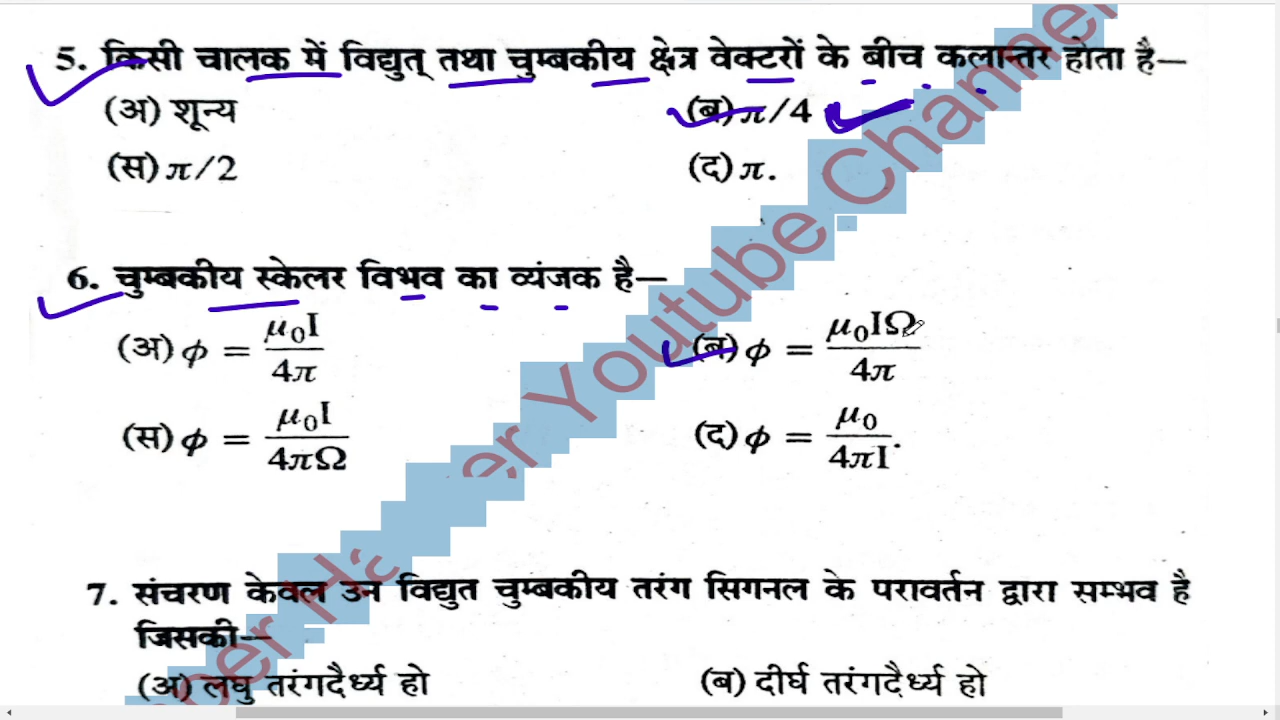 5. किसी चालक में विद्युत् तथा चुम्बकीय क्षेत्र वेक्टरों के बीच कलान्तर होता है—
(अ) शून्य (ब) π/4
(स) π/2 (द) π.
6. चुम्बकीय स्केलर विभव का व्यंजक है—
(अ) ϕ = μ₀I/4π (ब) ϕ = μ₀IΩ/4π
(स) ϕ = μ₀I/4πΩ (द) ϕ = μ₀/4πI.
7. संचरण केवल उन विद्युत चुम्बकीय तरंग सिगनल के परावर्तन द्वारा सम्भव है
जिसकी—
(अ) लघु तरंगदैर्ध्य हो (ब) दीर्घ तरंगदैर्ध्य हो
Youtube Channel